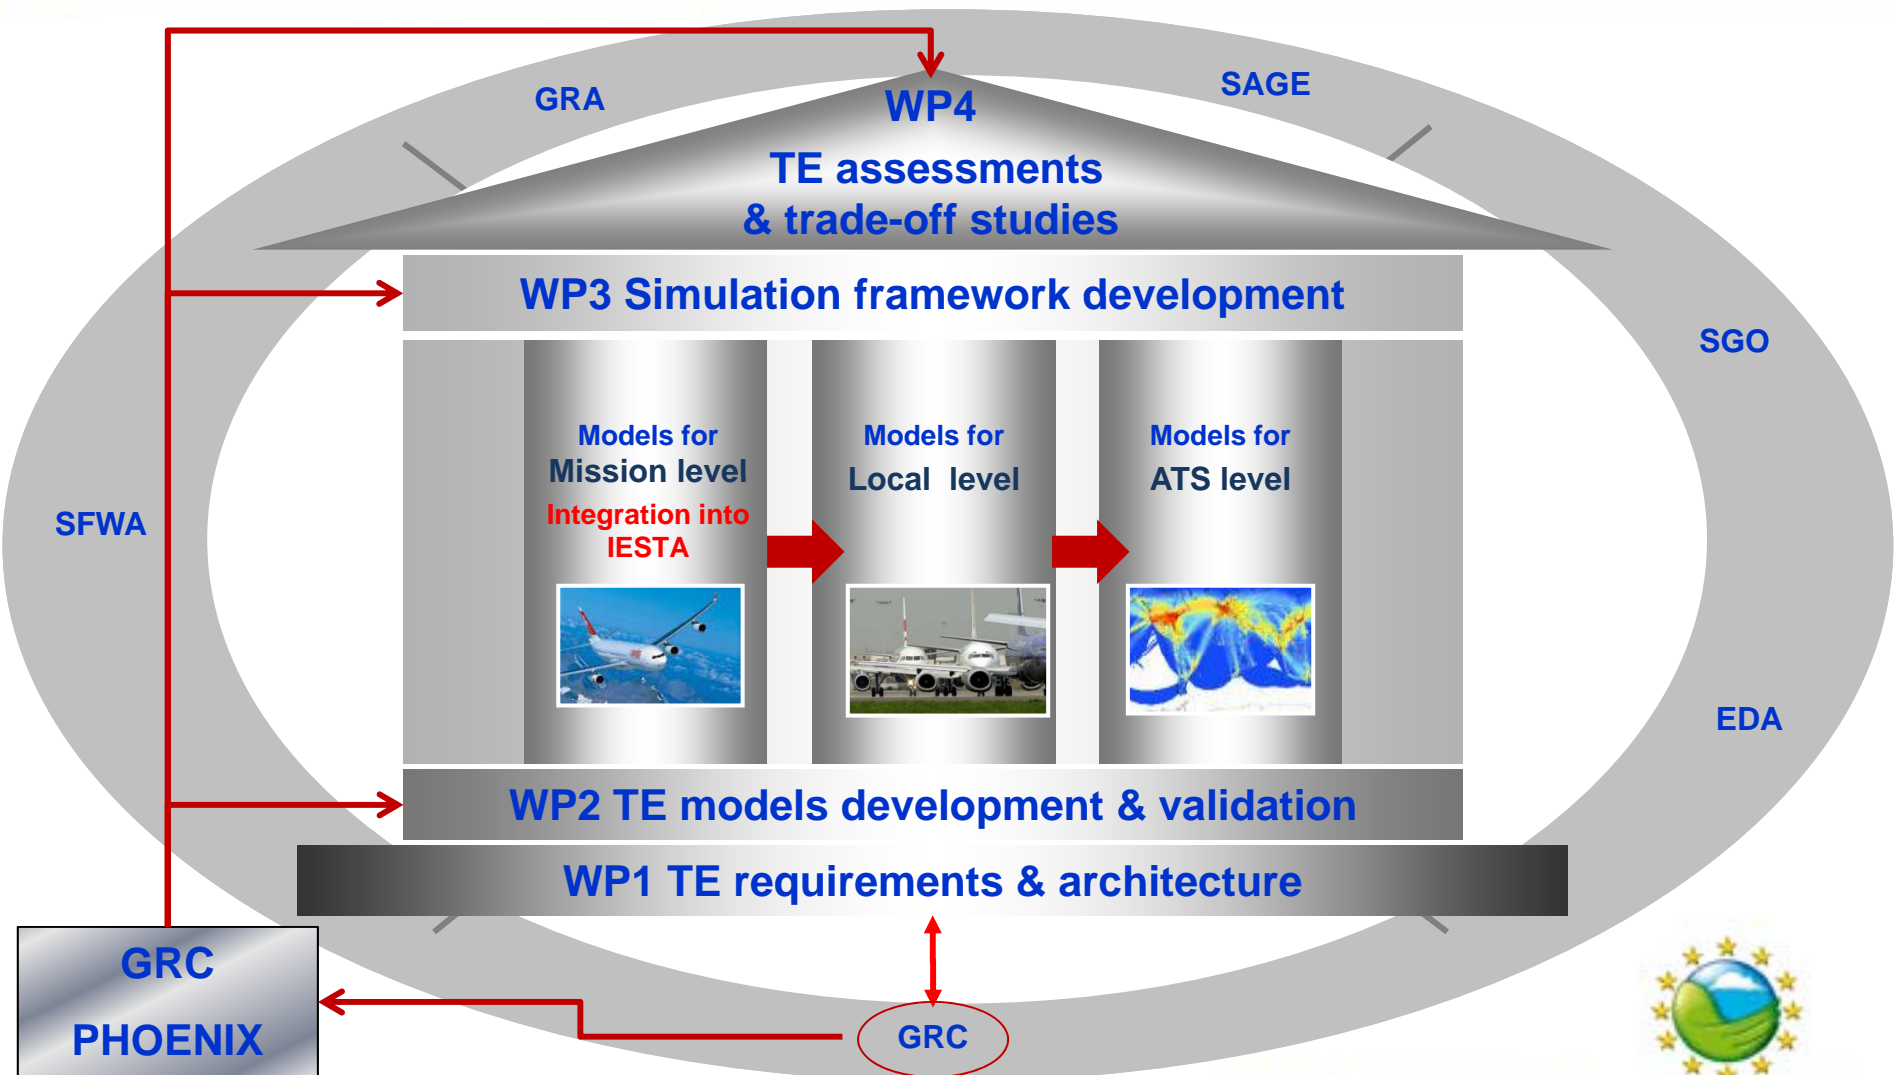 GRA
SAGE
WP4
TE assessments
& trade-off studies
WP3 Simulation framework development
SGO
Models for
Mission level
Integration into
IESTA
Models for
Local level
Models for
ATS level
SFWA
EDA
WP2 TE models development & validation
WP1 TE requirements & architecture
GRC
PHOENIX
GRC